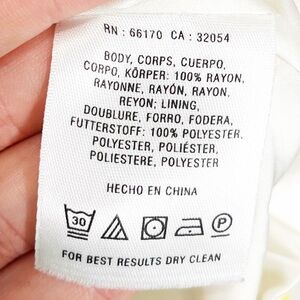 RN : 66170 CA : 32054
BODY, CORPS, CUERPO,
CORPO, KÖRPER: 100% RAYON,
RAYONNE, RAYÓN, RAYON,
REYON; LINING,
DOUBLURE, FORRO, FODERA,
FUTTERSTOFF: 100% POLYESTER,
POLYESTER, POLIÉSTER,
POLIESTERE, POLYESTER
HECHO EN CHINA
30 P
FOR BEST RESULTS DRY CLEAN